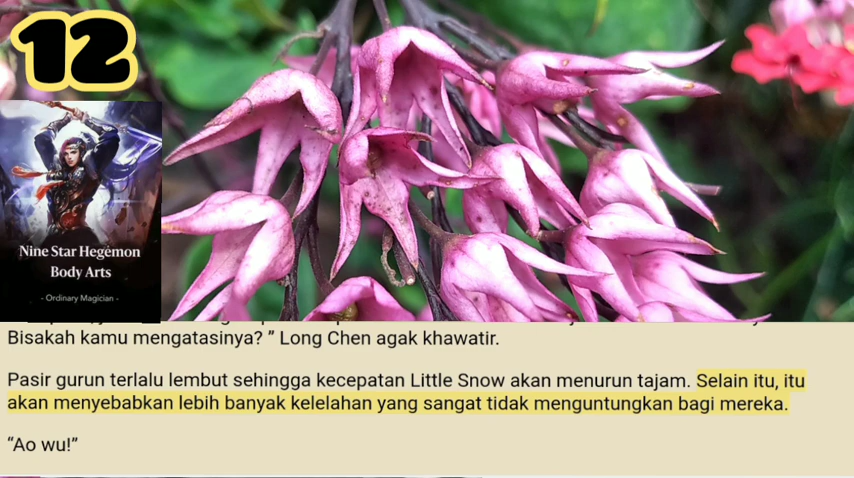 12
Nine Star Hegemon
Body Arts
- Ordinary Magician -
Bisakah kamu mengatasinya? ” Long Chen agak khawatir.
Pasir gurun terlalu lembut sehingga kecepatan Little Snow akan menurun tajam. Selain itu, itu
akan menyebabkan lebih banyak kelelahan yang sangat tidak menguntungkan bagi mereka.
“Ao wu!”